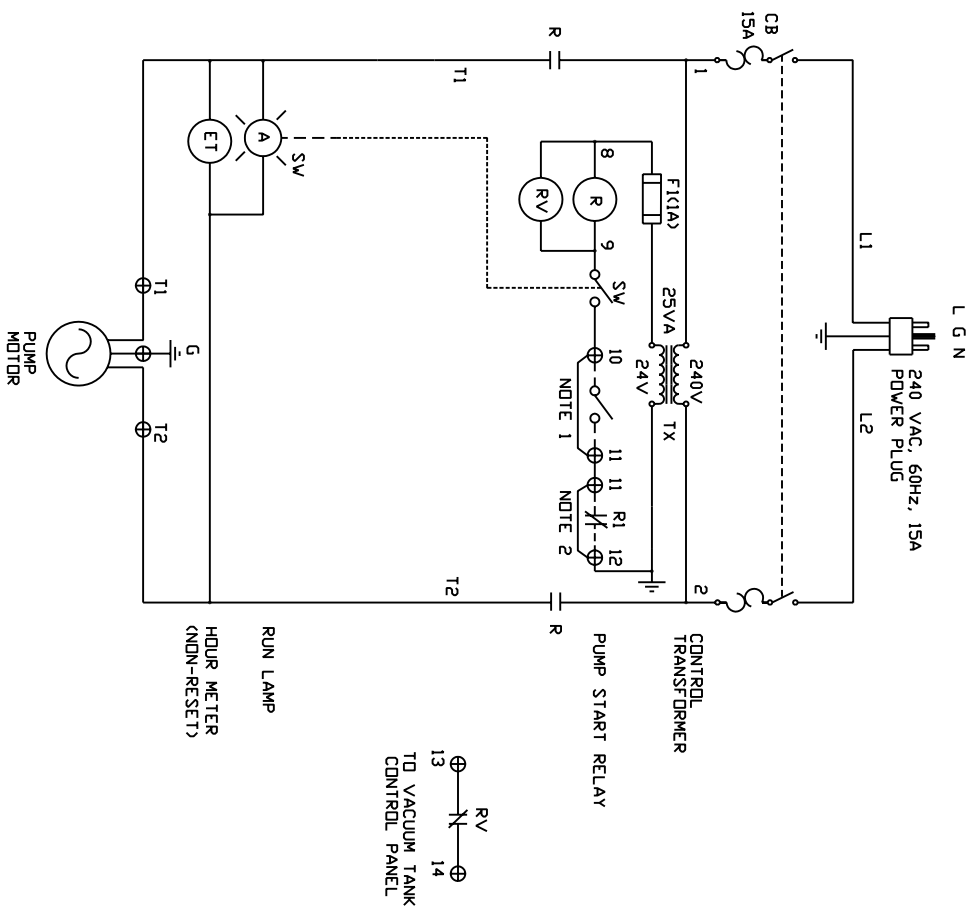 L G N
240 VAC, 60Hz, 15A
POWER PLUG
L1
L2
CB
15A
1
240V
2
CONTROL
TRANSFORMER
F1(1A)
25VA
TX
24V
8
R
9
SW
10
11
11
R1
12
PUMP START RELAY
RV
NOTE 1
NOTE 2
R
R
RV
T1
T2
13
14
TO VACUUM TANK
CONTROL PANEL
SW
A
RUN LAMP
ET
HOUR METER
(NON-RESET)
G
T1
T2
PUMP
MOTOR